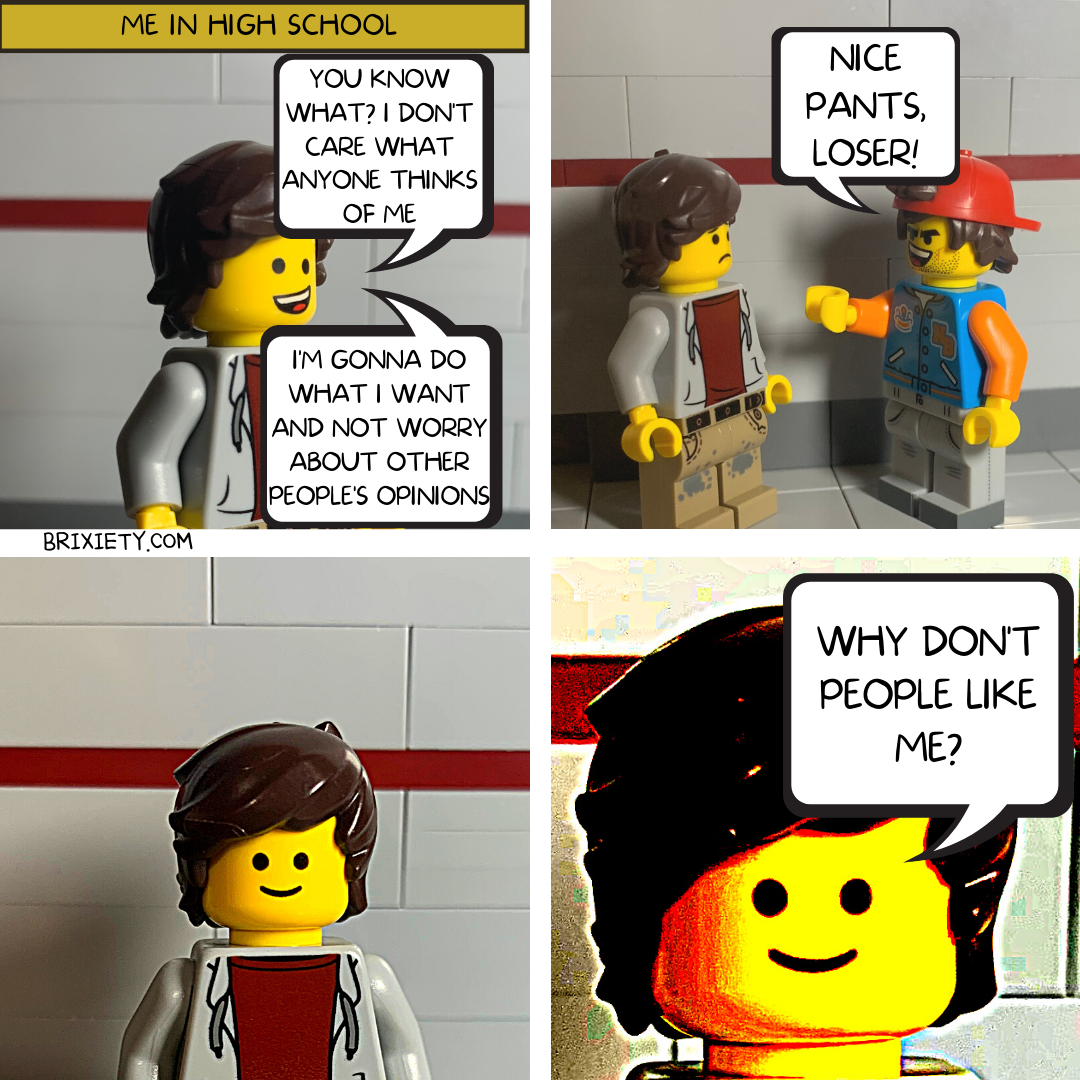 ME IN HIGH SCHOOL
YOU KNOW
WHAT? I DON'T
CARE WHAT
ANYONE THINKS
OF ME
I'M GONNA DO
WHAT I WANT
AND NOT WORRY
ABOUT OTHER
PEOPLE'S OPINIONS
NICE
PANTS,
LOSER!
BRIXIETY.COM
WHY DON'T
PEOPLE LIKE
ME?